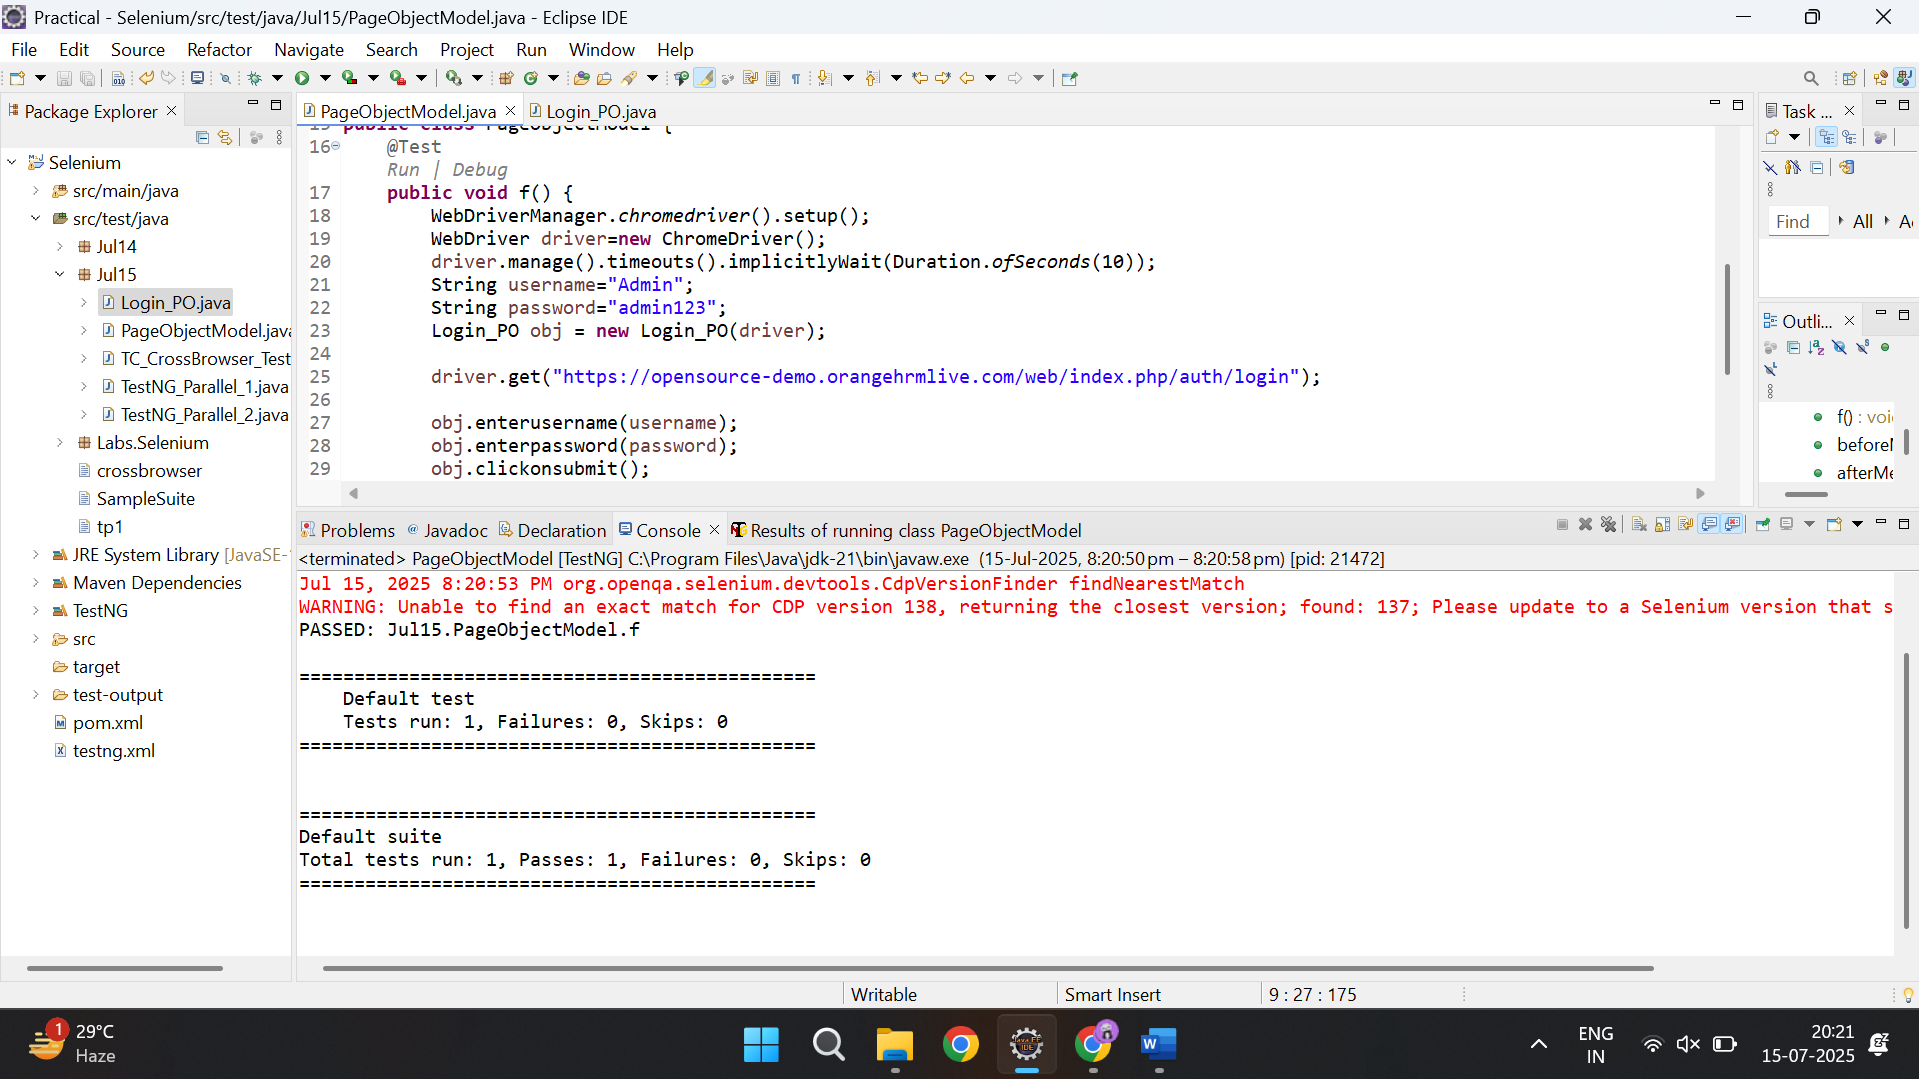 Practical - Selenium/src/test/java/Jul15/PageObjectModel.java - Eclipse IDE
File Edit Source Refactor Navigate Search Project Run Window Help
Package Explorer
Selenium
src/main/java
src/test/java
Jul14
Jul15
Login_PO.java
PageObjectModel.java
TC_CrossBrowser_Test
TestNG_Parallel_1.java
TestNG_Parallel_2.java
Labs.Selenium
crossbrowser
SampleSuite
tp1
JRE System Library [JavaSE-
Maven Dependencies
TestNG
src
target
test-output
pom.xml
testng.xml
PageObjectModel.java Login_PO.java
15 public class PageObjectModel {
16 @Test
Run | Debug
17 public void f() {
18 WebDriverManager.chromedriver().setup();
19 WebDriver driver=new ChromeDriver();
20 driver.manage().timeouts().implicitlyWait(Duration.ofSeconds(10));
21 String username="Admin";
22 String password="admin123";
23 Login_PO obj = new Login_PO(driver);
24
25 driver.get("https://opensource-demo.orangehrmlive.com/web/index.php/auth/login");
26
27 obj.enterusername(username);
28 obj.enterpassword(password);
29 obj.clickonsubmit();
Task ...
Find All
Outli...
f() : voi
before
afterMe
Problems Javadoc Declaration Console Results of running class PageObjectModel
<terminated> PageObjectModel [TestNG] C:\Program Files\Java\jdk-21\bin\javaw.exe (15-Jul-2025, 8:20:50 pm – 8:20:58 pm) [pid: 21472]
Jul 15, 2025 8:20:53 PM org.openqa.selenium.devtools.CdpVersionFinder findNearestMatch
WARNING: Unable to find an exact match for CDP version 138, returning the closest version; found: 137; Please update to a Selenium version that s
PASSED: Jul15.PageObjectModel.f
===============================================
Default test
Tests run: 1, Failures: 0, Skips: 0
===============================================
===============================================
Default suite
Total tests run: 1, Passes: 1, Failures: 0, Skips: 0
===============================================
Writable Smart Insert 9 : 27 : 175
1 29°C
Haze
ENG
IN
20:21
15-07-2025